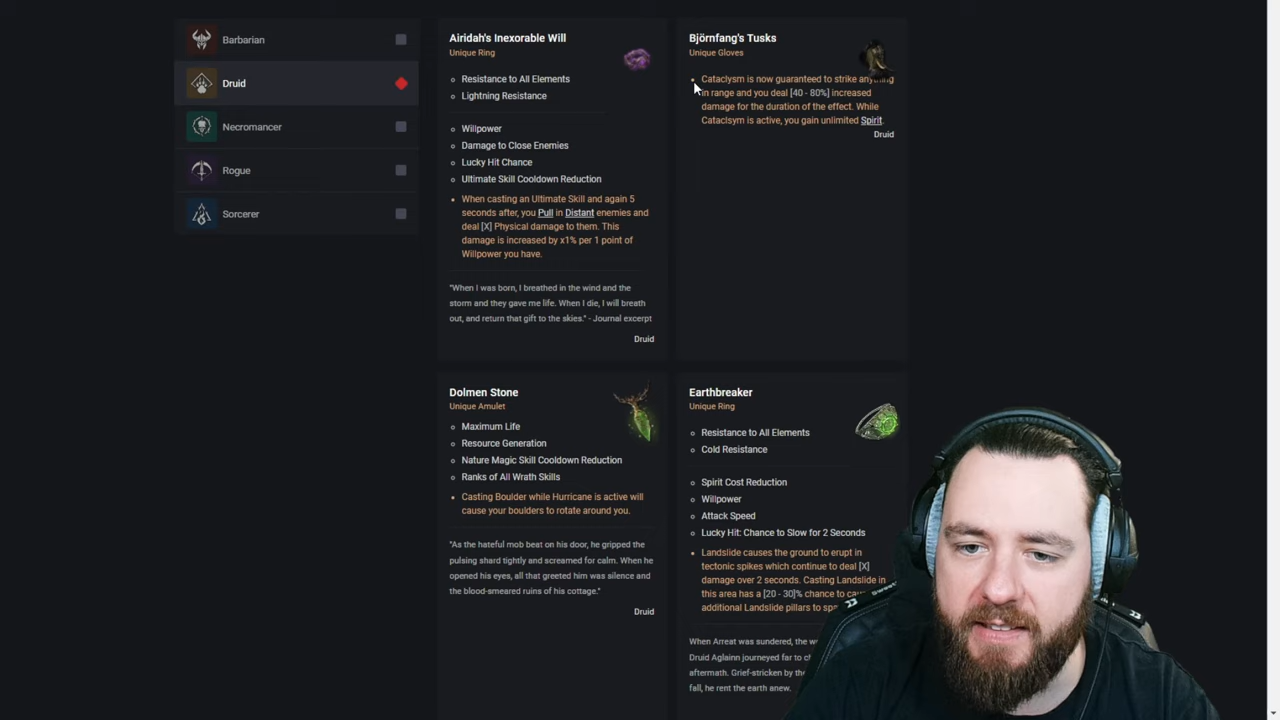 Barbarian
Druid
Necromancer
Rogue
Sorcerer
Airidah's Inexorable Will
Unique Ring
Resistance to All Elements
Lightning Resistance
Willpower
Damage to Close Enemies
Lucky Hit Chance
Ultimate Skill Cooldown Reduction
When casting an Ultimate Skill and again 5
seconds after, you Pull in Distant enemies and
deal [X] Physical damage to them. This
damage is increased by x1% per 1 point of
Willpower you have.
"When I was born, I breathed in the wind and the
storm and they gave me life. When I die, I will breath
out, and return that gift to the skies." - Journal excerpt
Druid
Björnfang's Tusks
Unique Gloves
Cataclysm is now guaranteed to strike anything
in range and you deal [40 - 80%] increased
damage for the duration of the effect. While
Cataclsym is active, you gain unlimited Spirit.
Druid
Dolmen Stone
Unique Amulet
Maximum Life
Resource Generation
Nature Magic Skill Cooldown Reduction
Ranks of All Wrath Skills
Casting Boulder while Hurricane is active will
cause your boulders to rotate around you.
"As the hateful mob beat on his door, he gripped the
pulsing shard tightly and screamed for calm. When he
opened his eyes, all that greeted him was silence and
the blood-smeared ruins of his cottage."
Druid
Earthbreaker
Unique Ring
Resistance to All Elements
Cold Resistance
Spirit Cost Reduction
Willpower
Attack Speed
Lucky Hit: Chance to Slow for 2 Seconds
Landslide causes the ground to erupt in
tectonic spikes which continue to deal [X]
damage over 2 seconds. Casting Landslide in
this area has a [20 - 30]% chance to
additional Landslide pillars to
When Arreat was sundered, the
Druid Aglainn journeyed far to
aftermath. Grief-stricken by the
fall, he rent the earth anew.